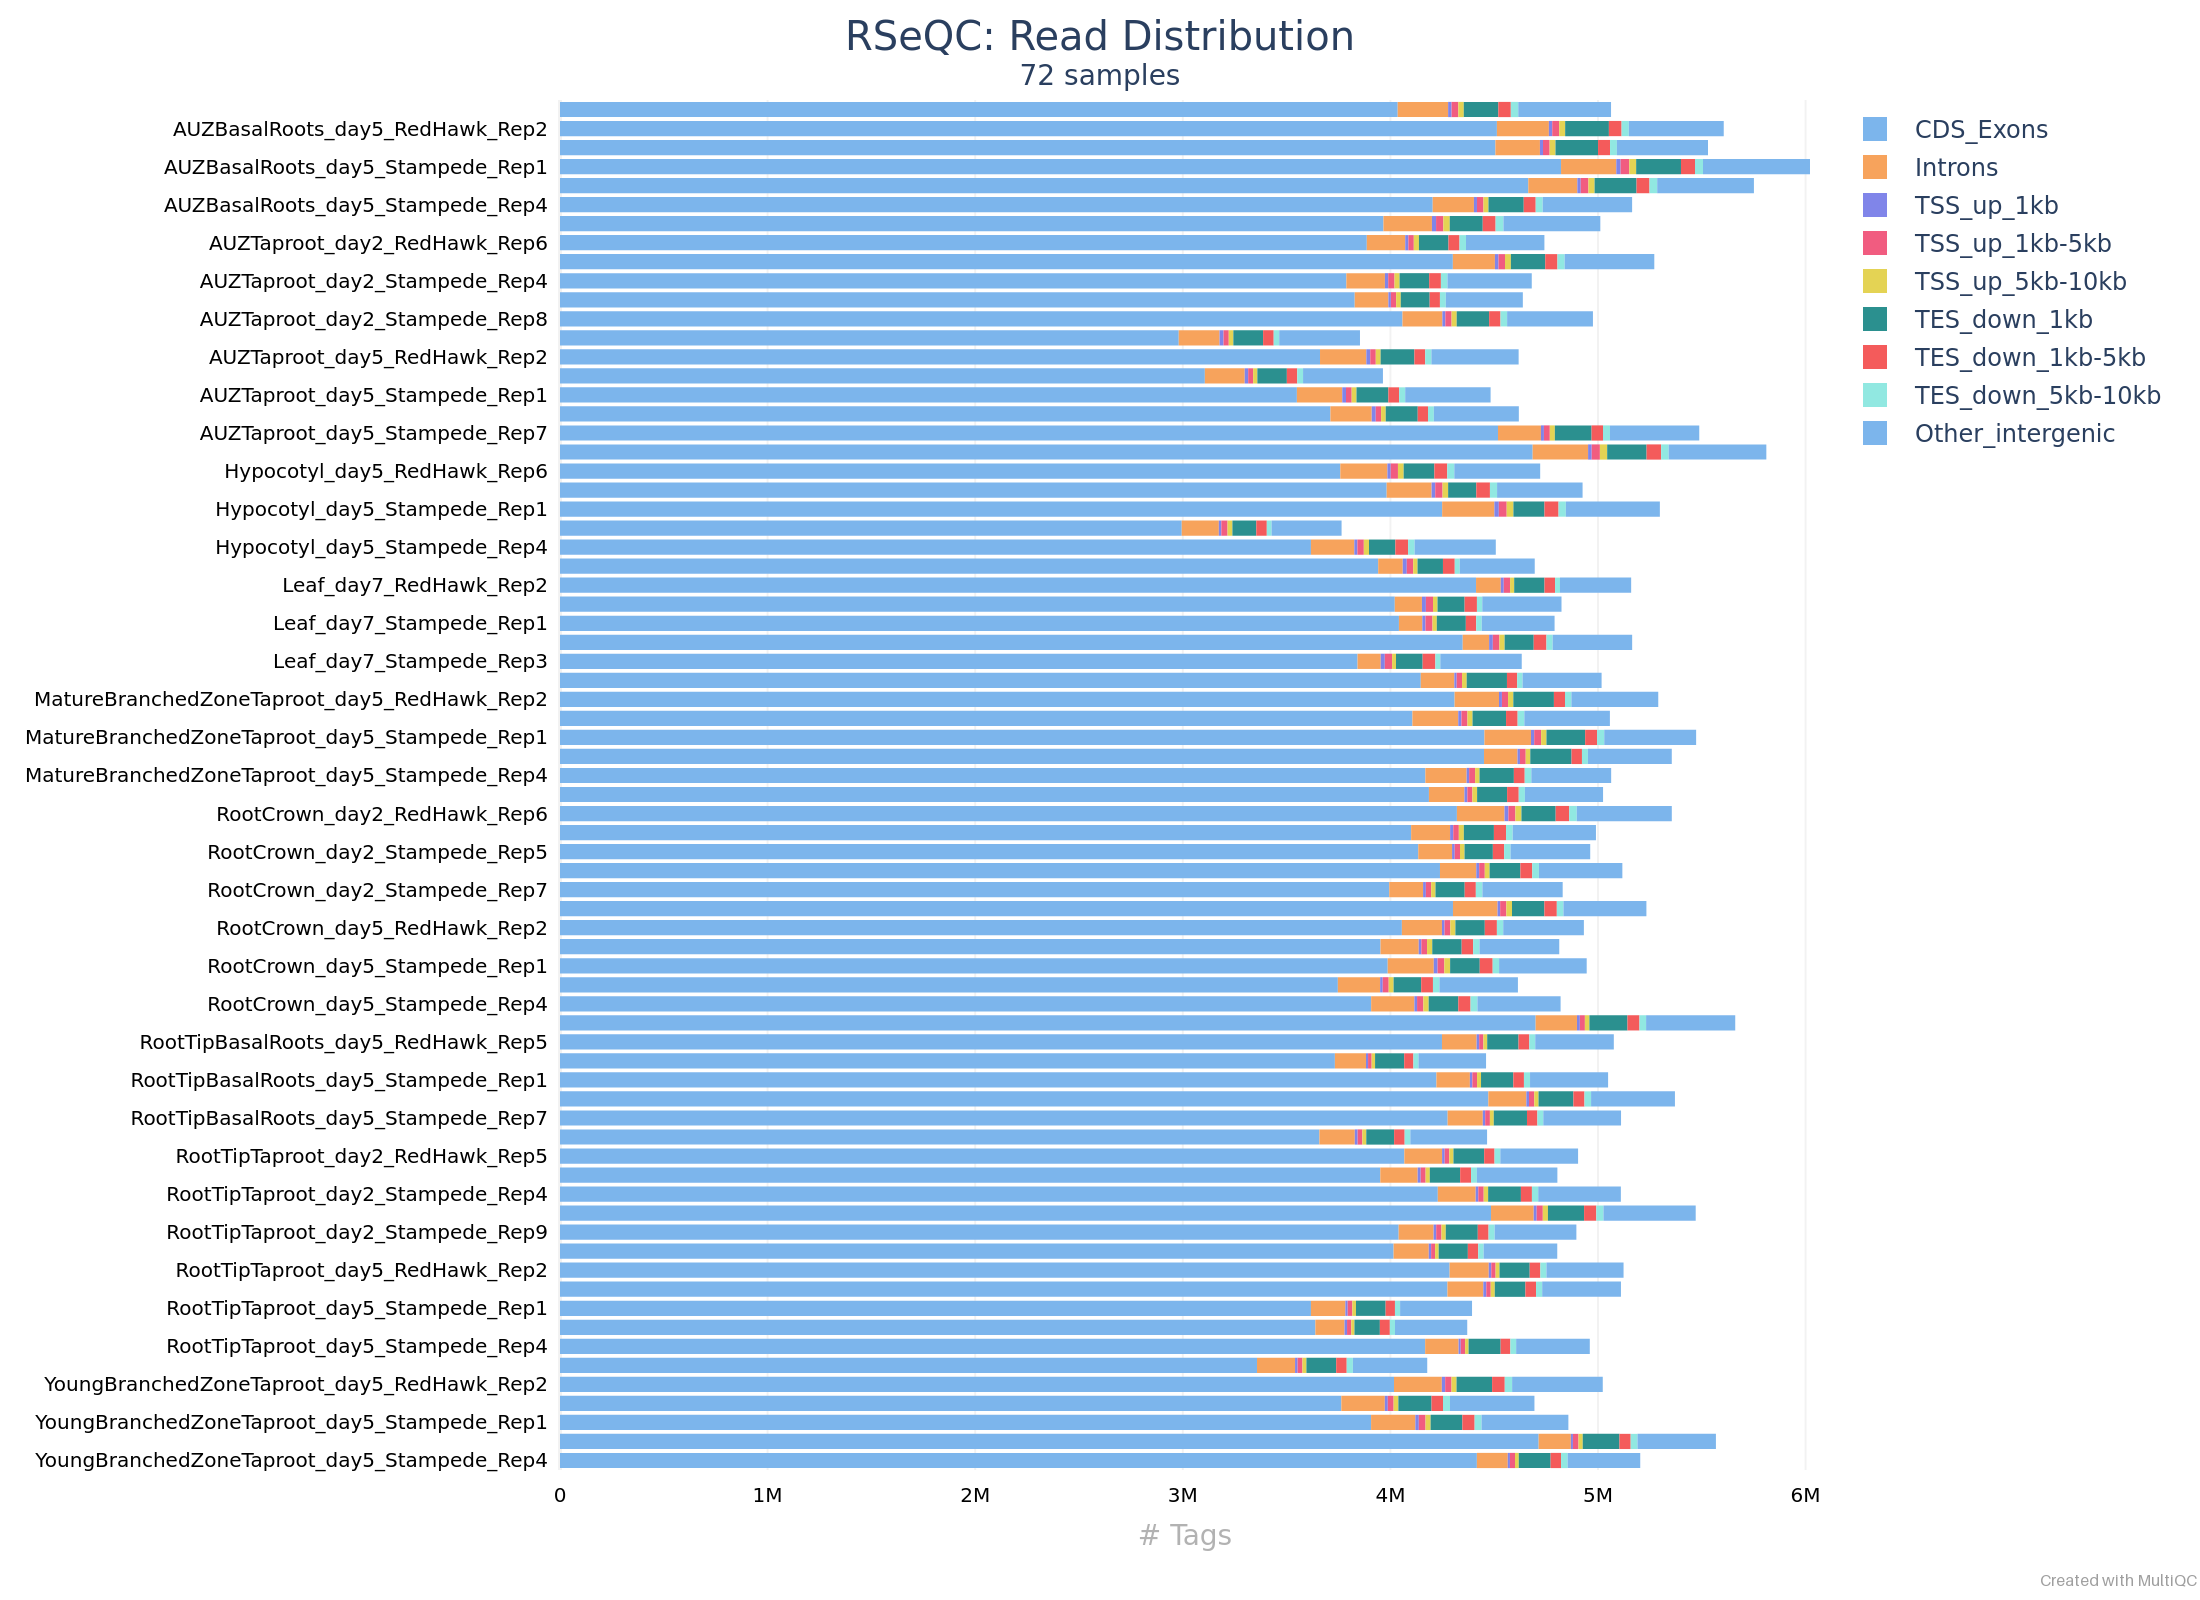 RSeQC: Read Distribution
72 samples
AUZBasalRoots_day5_RedHawk_Rep2
AUZBasalRoots_day5_Stampede_Rep1
AUZBasalRoots_day5_Stampede_Rep4
AUZTaproot_day2_RedHawk_Rep6
AUZTaproot_day2_Stampede_Rep4
AUZTaproot_day2_Stampede_Rep8
AUZTaproot_day5_RedHawk_Rep2
AUZTaproot_day5_Stampede_Rep1
AUZTaproot_day5_Stampede_Rep7
Hypocotyl_day5_RedHawk_Rep6
Hypocotyl_day5_Stampede_Rep1
Hypocotyl_day5_Stampede_Rep4
Leaf_day7_RedHawk_Rep2
Leaf_day7_Stampede_Rep1
Leaf_day7_Stampede_Rep3
MatureBranchedZoneTaproot_day5_RedHawk_Rep2
MatureBranchedZoneTaproot_day5_Stampede_Rep1
MatureBranchedZoneTaproot_day5_Stampede_Rep4
RootCrown_day2_RedHawk_Rep6
RootCrown_day2_Stampede_Rep5
RootCrown_day2_Stampede_Rep7
RootCrown_day5_RedHawk_Rep2
RootCrown_day5_Stampede_Rep1
RootCrown_day5_Stampede_Rep4
RootTipBasalRoots_day5_RedHawk_Rep5
RootTipBasalRoots_day5_Stampede_Rep1
RootTipBasalRoots_day5_Stampede_Rep7
RootTipTaproot_day2_RedHawk_Rep5
RootTipTaproot_day2_Stampede_Rep4
RootTipTaproot_day2_Stampede_Rep9
RootTipTaproot_day5_RedHawk_Rep2
RootTipTaproot_day5_Stampede_Rep1
RootTipTaproot_day5_Stampede_Rep4
YoungBranchedZoneTaproot_day5_RedHawk_Rep2
YoungBranchedZoneTaproot_day5_Stampede_Rep1
YoungBranchedZoneTaproot_day5_Stampede_Rep4
0 1M 2M 3M 4M 5M 6M
# Tags
CDS_Exons
Introns
TSS_up_1kb
TSS_up_1kb-5kb
TSS_up_5kb-10kb
TES_down_1kb
TES_down_1kb-5kb
TES_down_5kb-10kb
Other_intergenic
Created with MultiQC